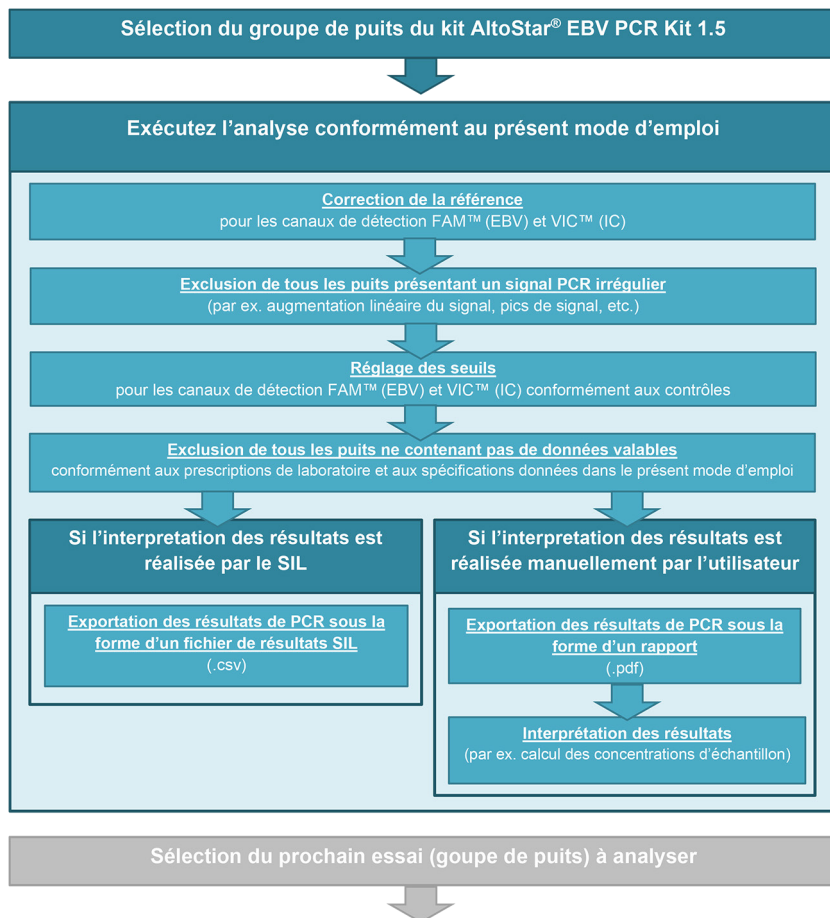 Sélection du groupe de puits du kit AltoStar® EBV PCR Kit 1.5
Exécutez l'analyse conformément au présent mode d'emploi
Correction de la référence
pour les canaux de détection FAM™ (EBV) et VIC™ (IC)
Exclusion de tous les puits présentant un signal PCR irrégulier
(par ex. augmentation linéaire du signal, pics de signal, etc.)
Réglage des seuils
pour les canaux de détection FAM™ (EBV) et VIC™ (IC) conformément aux contrôles
Exclusion de tous les puits ne contenant pas de données valables
conformément aux prescriptions de laboratoire et aux spécifications données dans le présent mode d'emploi
Si l'interpretation des résultats est
réalisée par le SIL
Exportation des résultats de PCR sous la
forme d'un fichier de résultats SIL
(.csv)
Si l'interpretation des résultats est
réalisée manuellement par l'utilisateur
Exportation des résultats de PCR sous la
forme d'un rapport
(.pdf)
Interprétation des résultats
(par ex. calcul des concentrations d'échantillon)
Sélection du prochain essai (goupe de puits) à analyser